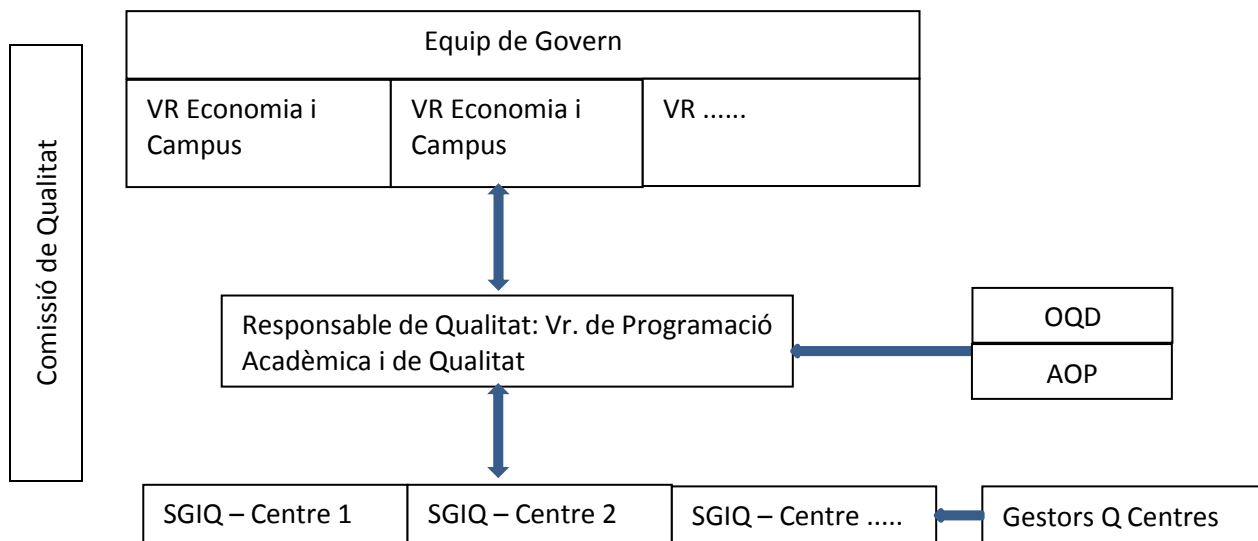 Comissió de Qualitat
Equip de Govern
VR Economia i
Campus
VR Economia i
Campus
VR ......
Responsable de Qualitat: Vr. de Programació
Acadèmica i de Qualitat
OQD
AOP
SGIQ – Centre 1
SGIQ – Centre 2
SGIQ – Centre .....
Gestors Q Centres